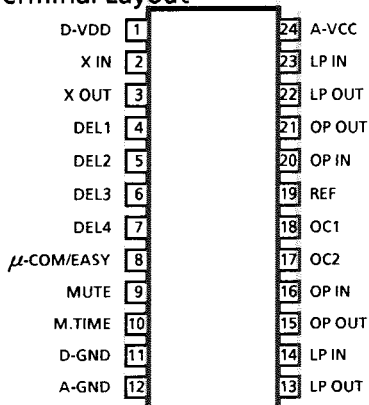 Terminal Layout
D-VDD 1 24 A-VCC
X IN 2 23 LP IN
X OUT 3 22 LP OUT
DEL1 4 21 OP OUT
DEL2 5 20 OP IN
DEL3 6 19 REF
DEL4 7 18 OC1
μ-COM/EASY 8 17 OC2
MUTE 9 16 OP IN
M.TIME 10 15 OP OUT
D-GND 11 14 LP IN
A-GND 12 13 LP OUT